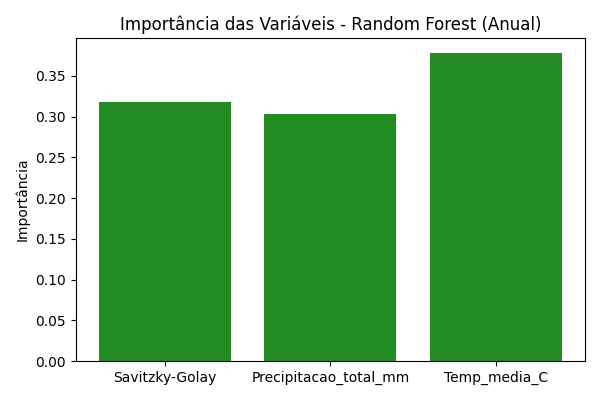 Importância das Variáveis - Random Forest (Anual)
Importância
0.35
0.30
0.25
0.20
0.15
0.10
0.05
0.00
Savitzky-Golay
Precipitacao_total_mm
Temp_media_C